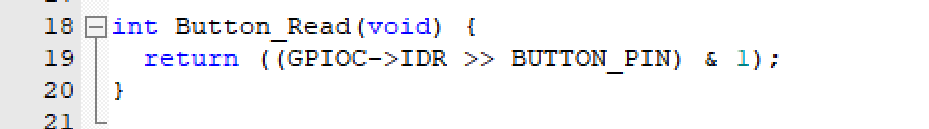 18 int Button_Read(void) {
19 return ((GPIOC->IDR >> BUTTON_PIN) & 1);
20 }
21